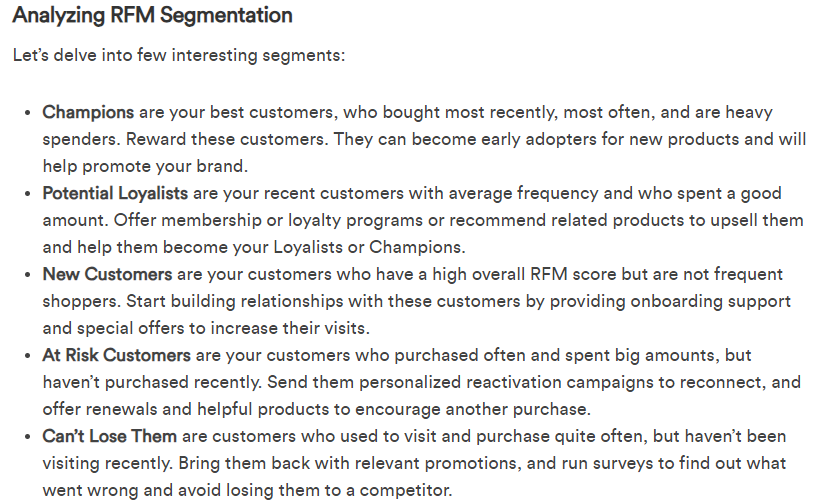 Analyzing RFM Segmentation
Let's delve into few interesting segments:
• Champions are your best customers, who bought most recently, most often, and are heavy
spenders. Reward these customers. They can become early adopters for new products and will
help promote your brand.
• Potential Loyalists are your recent customers with average frequency and who spent a good
amount. Offer membership or loyalty programs or recommend related products to upsell them
and help them become your Loyalists or Champions.
• New Customers are your customers who have a high overall RFM score but are not frequent
shoppers. Start building relationships with these customers by providing onboarding support
and special offers to increase their visits.
• At Risk Customers are your customers who purchased often and spent big amounts, but
haven't purchased recently. Send them personalized reactivation campaigns to reconnect, and
offer renewals and helpful products to encourage another purchase.
• Can't Lose Them are customers who used to visit and purchase quite often, but haven't been
visiting recently. Bring them back with relevant promotions, and run surveys to find out what
went wrong and avoid losing them to a competitor.